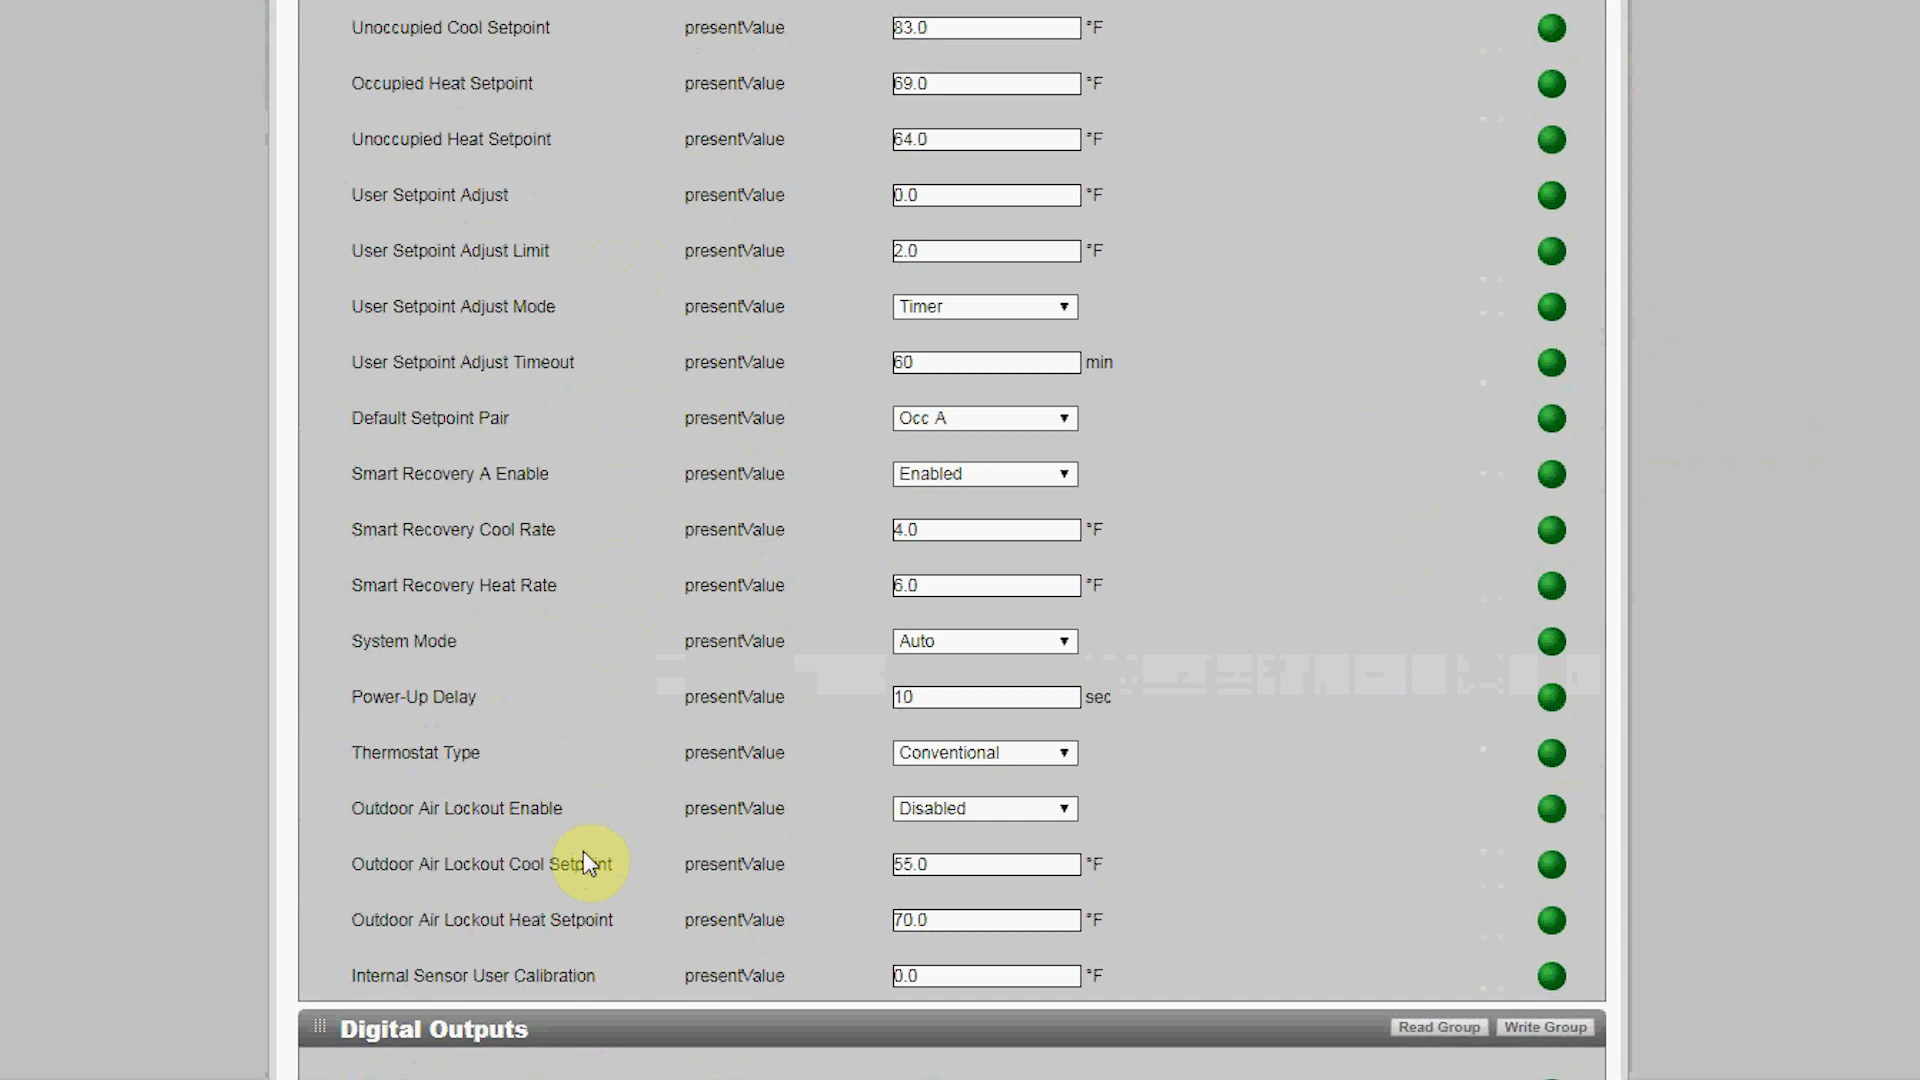 Unoccupied Cool Setpoint presentValue 83.0 °F
Occupied Heat Setpoint presentValue 69.0 °F
Unoccupied Heat Setpoint presentValue 64.0 °F
User Setpoint Adjust presentValue 0.0 °F
User Setpoint Adjust Limit presentValue 2.0 °F
User Setpoint Adjust Mode presentValue Timer
User Setpoint Adjust Timeout presentValue 60 min
Default Setpoint Pair presentValue Occ A
Smart Recovery A Enable presentValue Enabled
Smart Recovery Cool Rate presentValue 4.0 °F
Smart Recovery Heat Rate presentValue 6.0 °F
System Mode presentValue Auto
Power-Up Delay presentValue 10 sec
Thermostat Type presentValue Conventional
Outdoor Air Lockout Enable presentValue Disabled
Outdoor Air Lockout Cool Setpoint presentValue 55.0 °F
Outdoor Air Lockout Heat Setpoint presentValue 70.0 °F
Internal Sensor User Calibration presentValue 0.0 °F
Digital Outputs Read Group Write Group